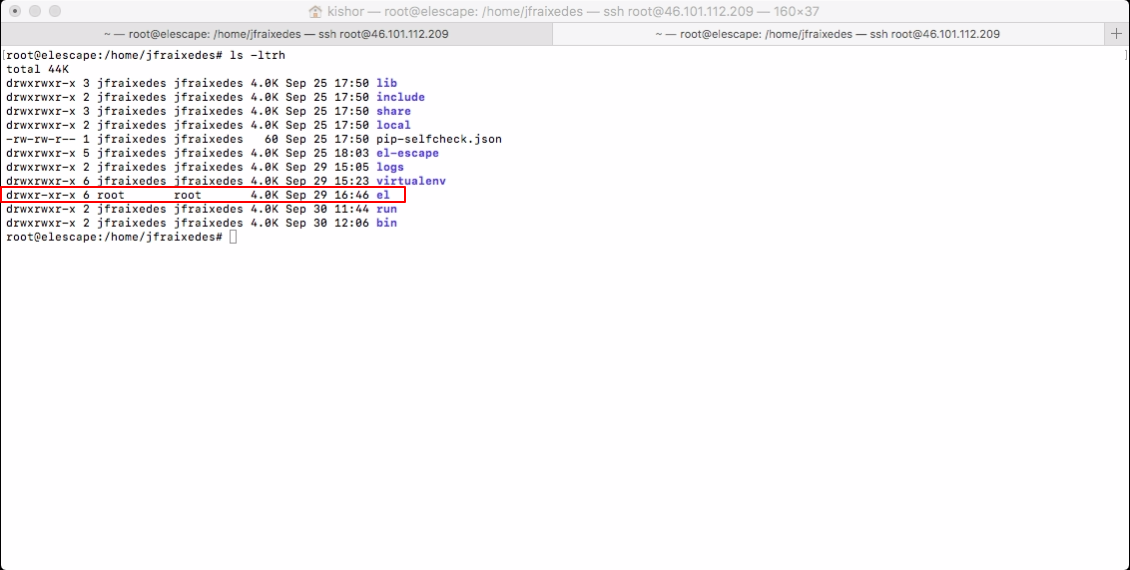 kishor — root@elescape: /home/jfraixedes — ssh root@46.101.112.209 — 160×37
~ — root@elescape: /home/jfraixedes — ssh root@46.101.112.209
~ — root@elescape: /home/jfraixedes — ssh root@46.101.112.209 +
[root@elescape:/home/jfraixedes# ls -ltrh ]
total 44K
drwxrwxr-x 3 jfraixedes jfraixedes 4.0K Sep 25 17:50 lib
drwxrwxr-x 2 jfraixedes jfraixedes 4.0K Sep 25 17:50 include
drwxrwxr-x 3 jfraixedes jfraixedes 4.0K Sep 25 17:50 share
drwxrwxr-x 2 jfraixedes jfraixedes 4.0K Sep 25 17:50 local
-rw-rw-r-- 1 jfraixedes jfraixedes   60 Sep 25 17:50 pip-selfcheck.json
drwxrwxr-x 5 jfraixedes jfraixedes 4.0K Sep 25 18:03 el-escape
drwxrwxr-x 2 jfraixedes jfraixedes 4.0K Sep 29 15:05 logs
drwxrwxr-x 6 jfraixedes jfraixedes 4.0K Sep 29 15:23 virtualenv
drwxr-xr-x 6 root       root       4.0K Sep 29 16:46 el
drwxrwxr-x 2 jfraixedes jfraixedes 4.0K Sep 30 11:44 run
drwxrwxr-x 2 jfraixedes jfraixedes 4.0K Sep 30 12:06 bin
root@elescape:/home/jfraixedes#